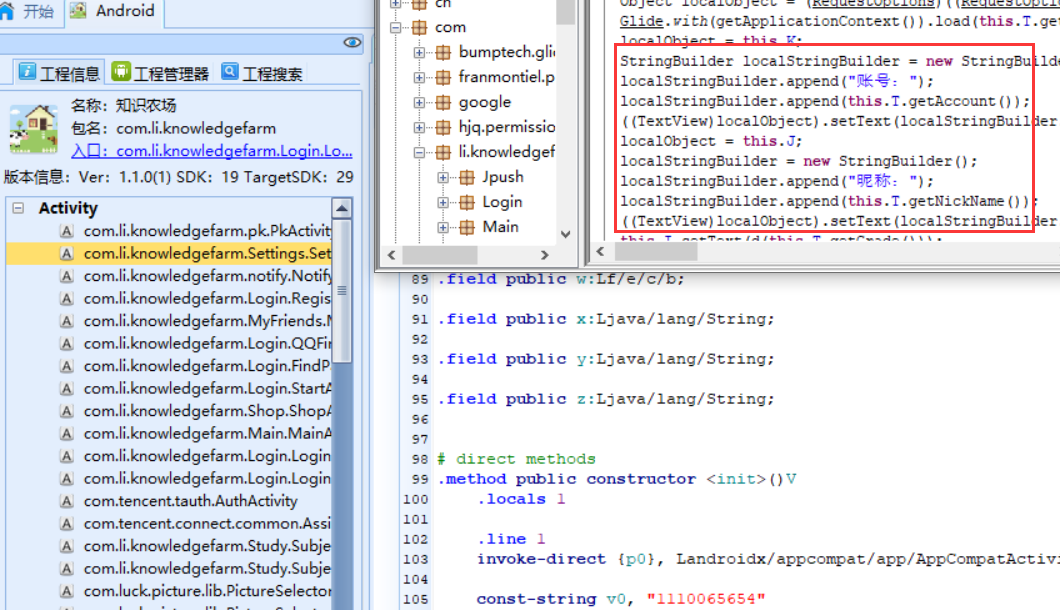 开始
Android
工程信息
工程管理器
工程搜索
名称：知识农场
包名：com.li.knowledgefarm
入口：com.li.knowledgefarm.Login.Lo...
版本信息：Ver：1.1.0(1) SDK：19 TargetSDK：29
Activity
com.li.knowledgefarm.pk.PkActivity
com.li.knowledgefarm.Settings.Set
com.li.knowledgefarm.notify.Notify
com.li.knowledgefarm.Login.Regis
com.li.knowledgefarm.MyFriends.
com.li.knowledgefarm.Login.QQFi
com.li.knowledgefarm.Login.FindP
com.li.knowledgefarm.Login.StartA
com.li.knowledgefarm.Shop.ShopA
com.li.knowledgefarm.Main.MainA
com.li.knowledgefarm.Login.Login
com.li.knowledgefarm.Login.Login
com.tencent.tauth.AuthActivity
com.tencent.connect.common.Assi
com.li.knowledgefarm.Study.Subje
com.li.knowledgefarm.Study.Subje
com.luck.picture.lib.PictureSelector
cn
com
bumptech.gli
franmontiel.p
google
hjq.permissio
li.knowledgef
Jpush
Login
Main
Object localObject = (RequestOptions)((RequestOptio
Glide.with(getApplicationContext()).load(this.T.get
localObject = this.K;
StringBuilder localStringBuilder = new StringBuilde
localStringBuilder.append("账号：");
localStringBuilder.append(this.T.getAccount());
((TextView)localObject).setText(localStringBuilder
localObject = this.J;
localStringBuilder = new StringBuilder();
localStringBuilder.append("昵称：");
localStringBuilder.append(this.T.getNickName());
((TextView)localObject).setText(localStringBuilder
89 .field public w:Lf/e/c/b;
90
91 .field public x:Ljava/lang/String;
92
93 .field public y:Ljava/lang/String;
94
95 .field public z:Ljava/lang/String;
96
97
98 # direct methods
99 .method public constructor <init>()V
100 .locals 1
101
102 .line 1
103 invoke-direct {p0}, Landroidx/appcompat/app/AppCompatActivi
104
105 const-string v0, "1110065654"